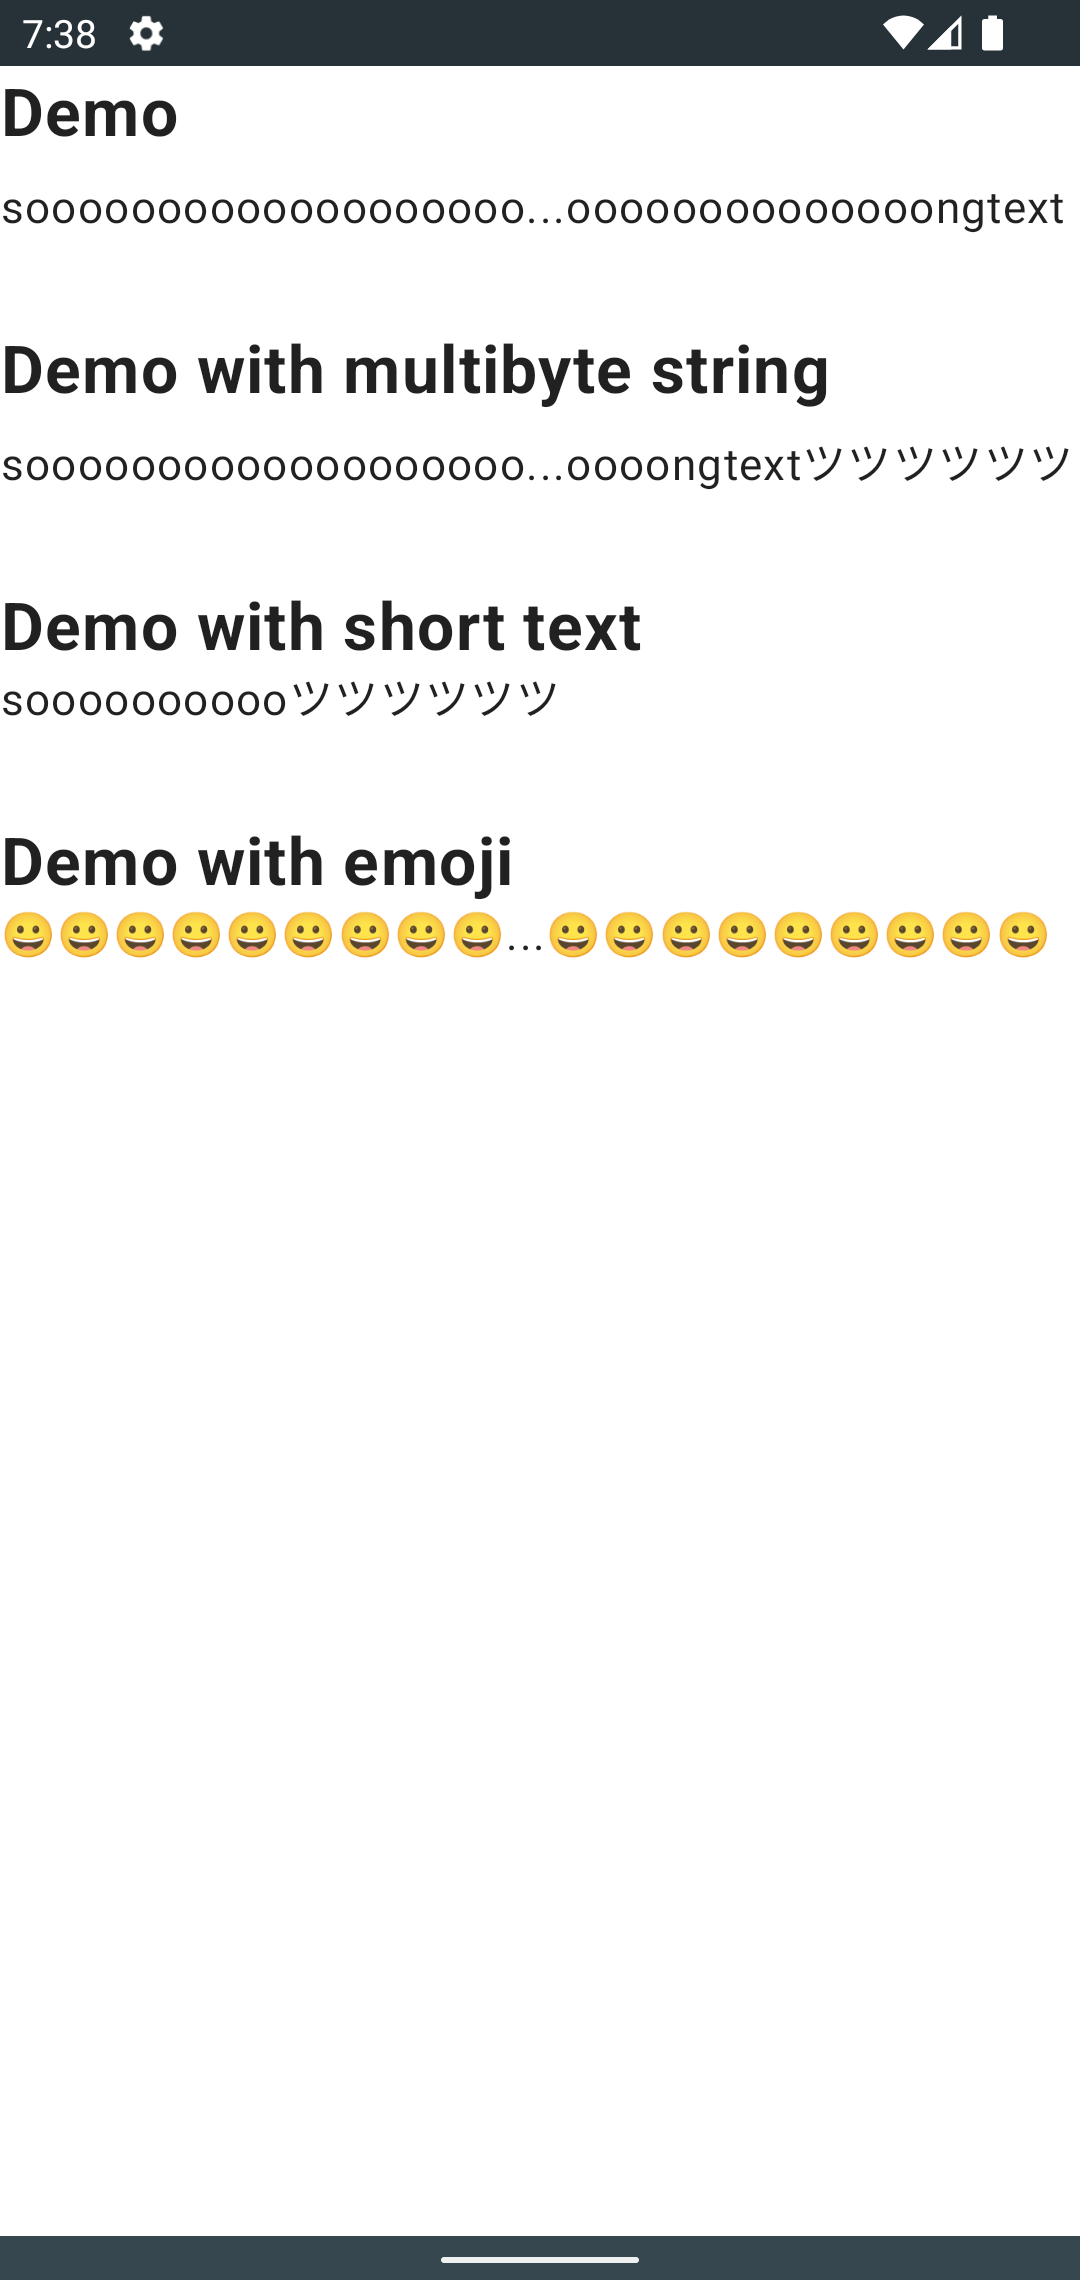 7:38
Demo
sooooooooooooooooooo...oooooooooooooongtext
Demo with multibyte string
sooooooooooooooooooo...oooongtextツツツツツツ
Demo with short text
sooooooooooツツツツツツ
Demo with emoji
😀😀😀😀😀😀😀😀😀...😀😀😀😀😀😀😀😀😀